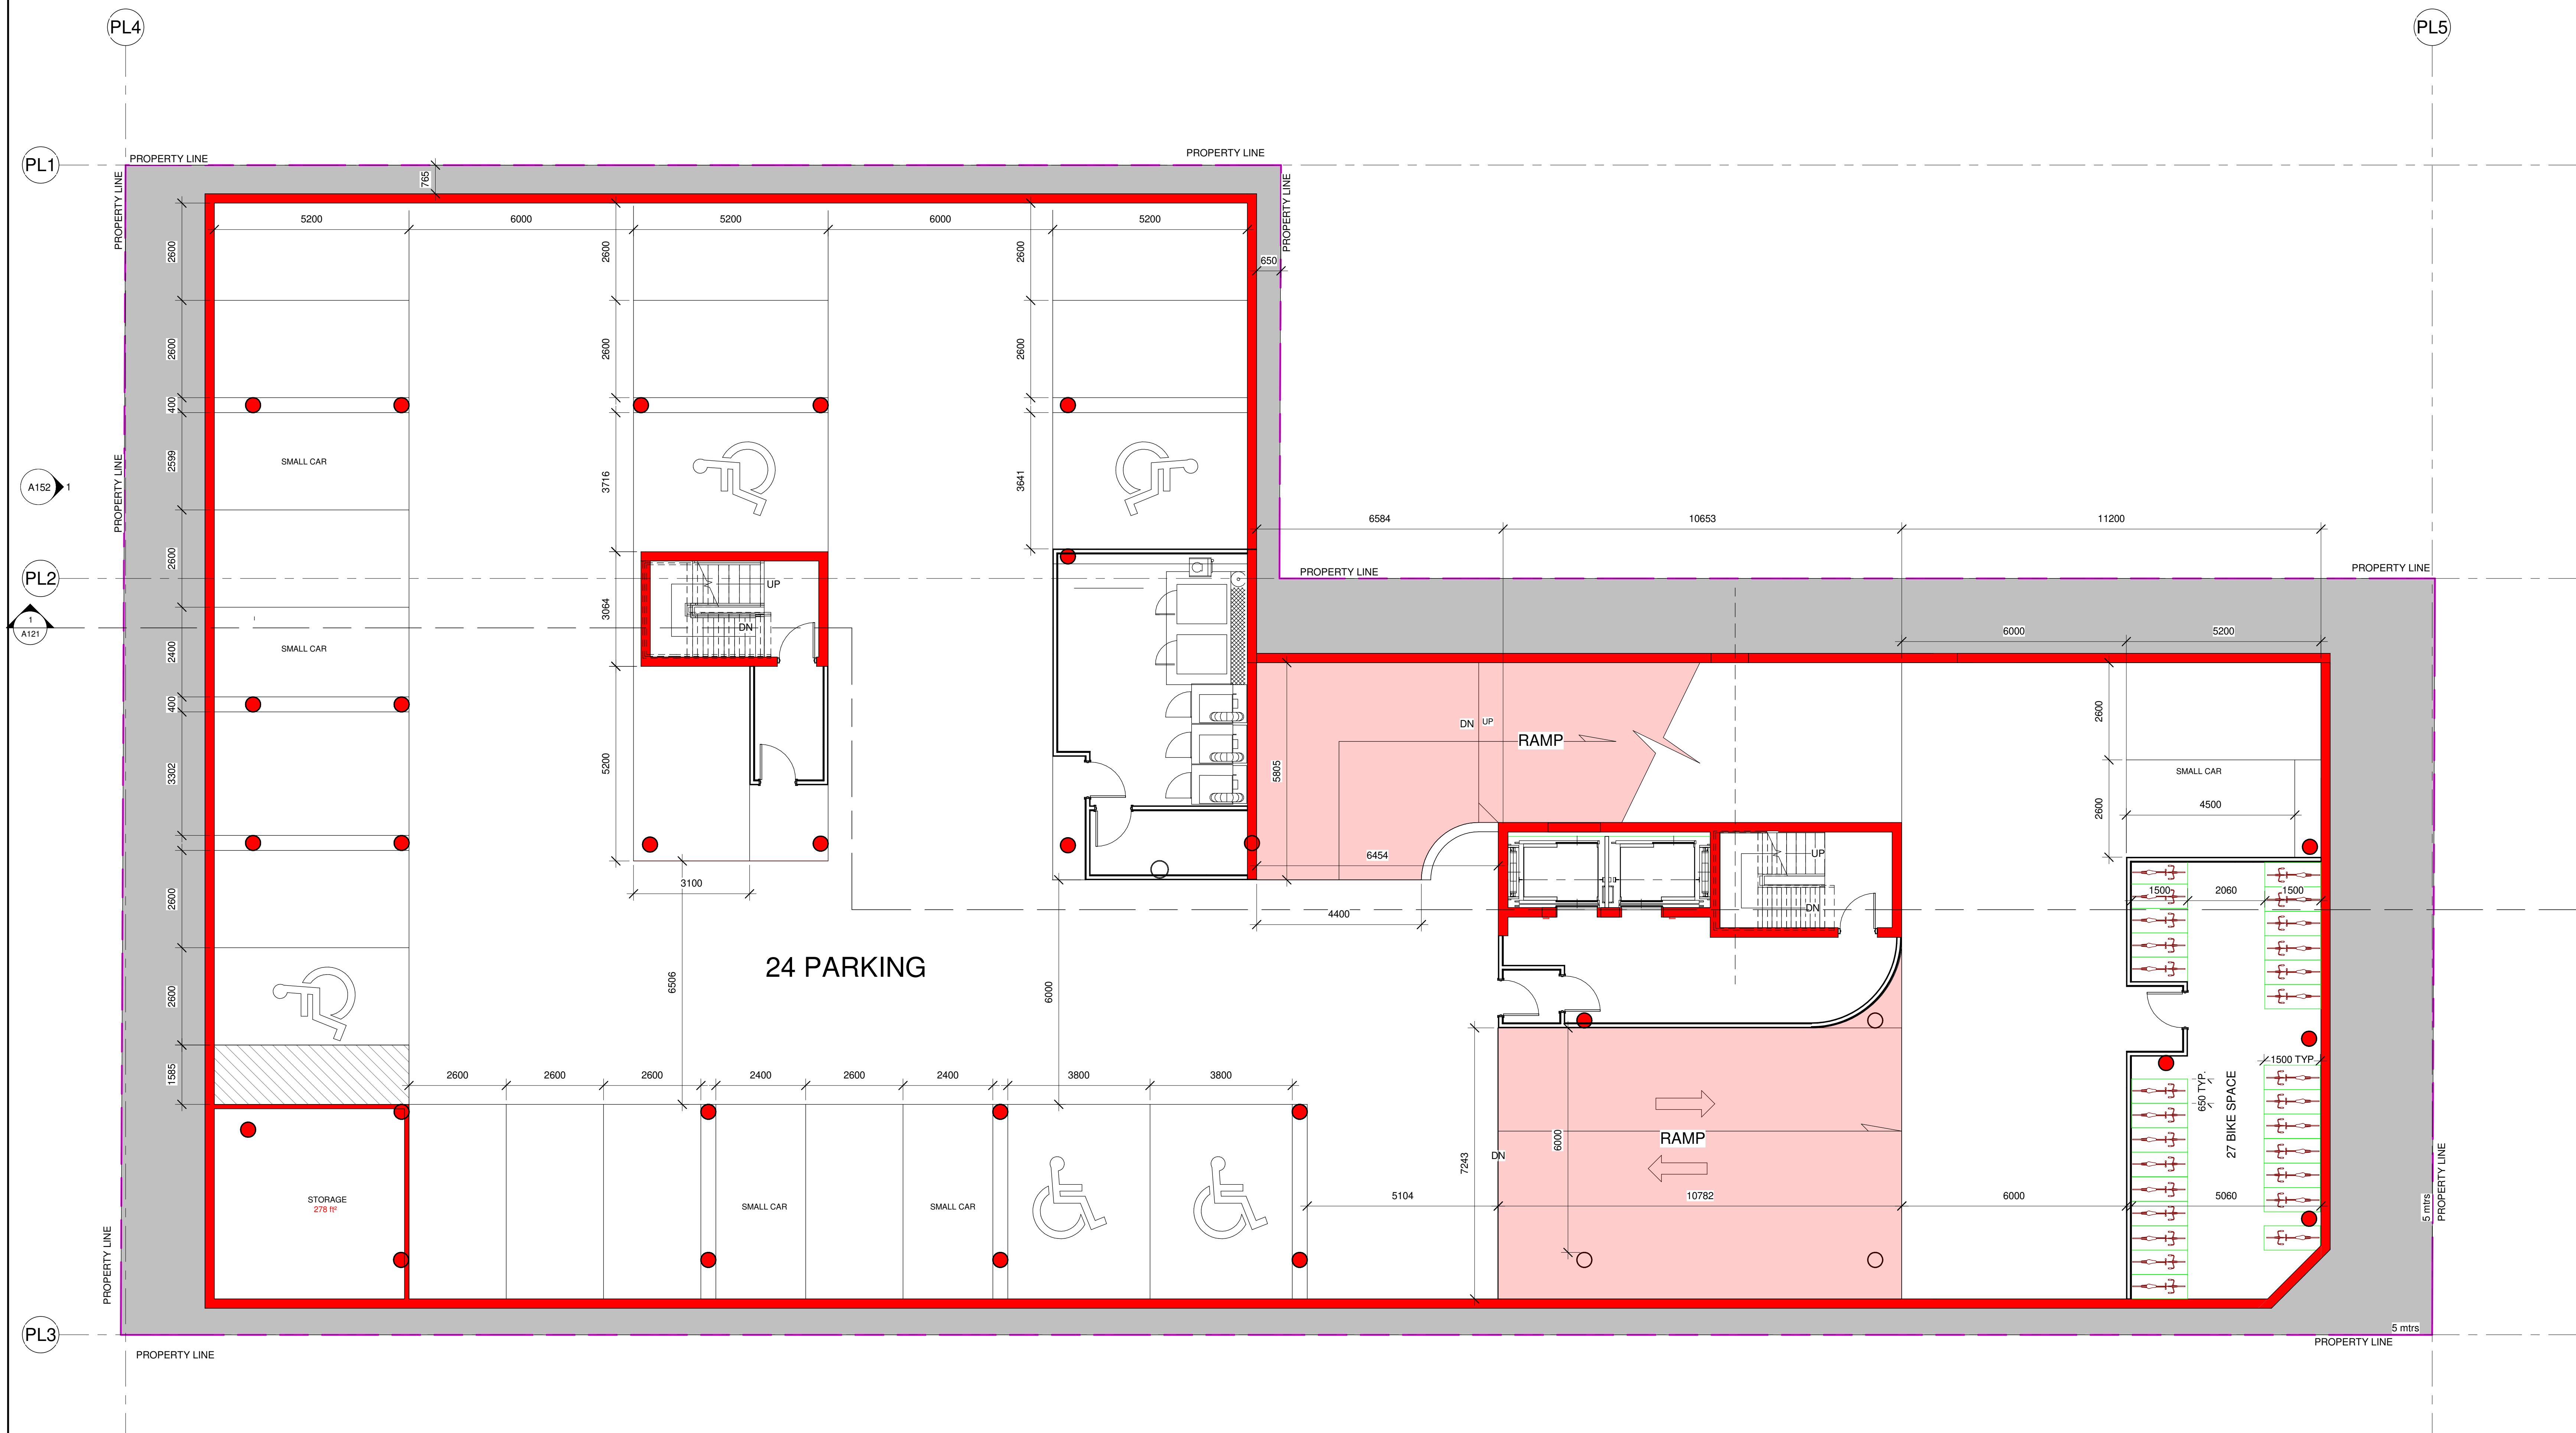 PL4
PL5
PROPERTY LINE
PROPERTY LINE
PL1
PROPERTY LINE
PROPERTY LINE
765
5200
6000
5200
6000
5200
2600
2600
2600
650
2600
2600
2600
400
PROPERTY LINE
2599
SMALL CAR
3716
3641
A152
1
6584
10653
11200
2600
PL2
UP
PROPERTY LINE
PROPERTY LINE
3064
1
A121
DN
6000
5200
2400
SMALL CAR
400
2600
DN
UP
RAMP
3302
5200
5805
SMALL CAR
4500
2600
6454
UP
3100
2600
1500
2060
1500
DN
4400
24 PARKING
6506
6000
2600
1585
2600
2600
2600
2400
2600
2400
3800
3800
1500 TYP.
650 TYP.
27 BIKE SPACE
RAMP
6000
7243
DN
STORAGE
278 ft²
SMALL CAR
SMALL CAR
5104
10782
6000
5060
5 mtrs
PROPERTY LINE
PROPERTY LINE
PL3
5 mtrs
PROPERTY LINE
PROPERTY LINE